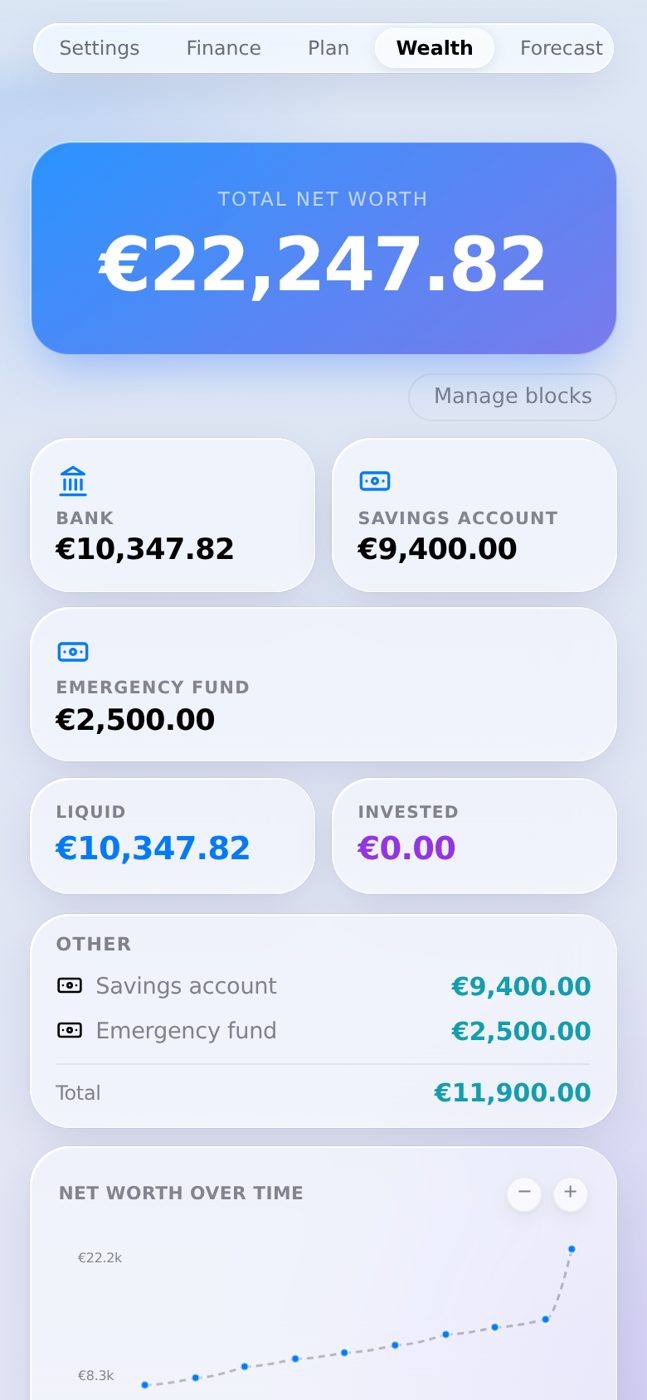 Settings Finance Plan Wealth Forecast
TOTAL NET WORTH
€22,247.82
Manage blocks
BANK
€10,347.82
SAVINGS ACCOUNT
€9,400.00
EMERGENCY FUND
€2,500.00
LIQUID
€10,347.82
INVESTED
€0.00
OTHER
Savings account €9,400.00
Emergency fund €2,500.00
Total €11,900.00
NET WORTH OVER TIME − +
€22.2k
€8.3k